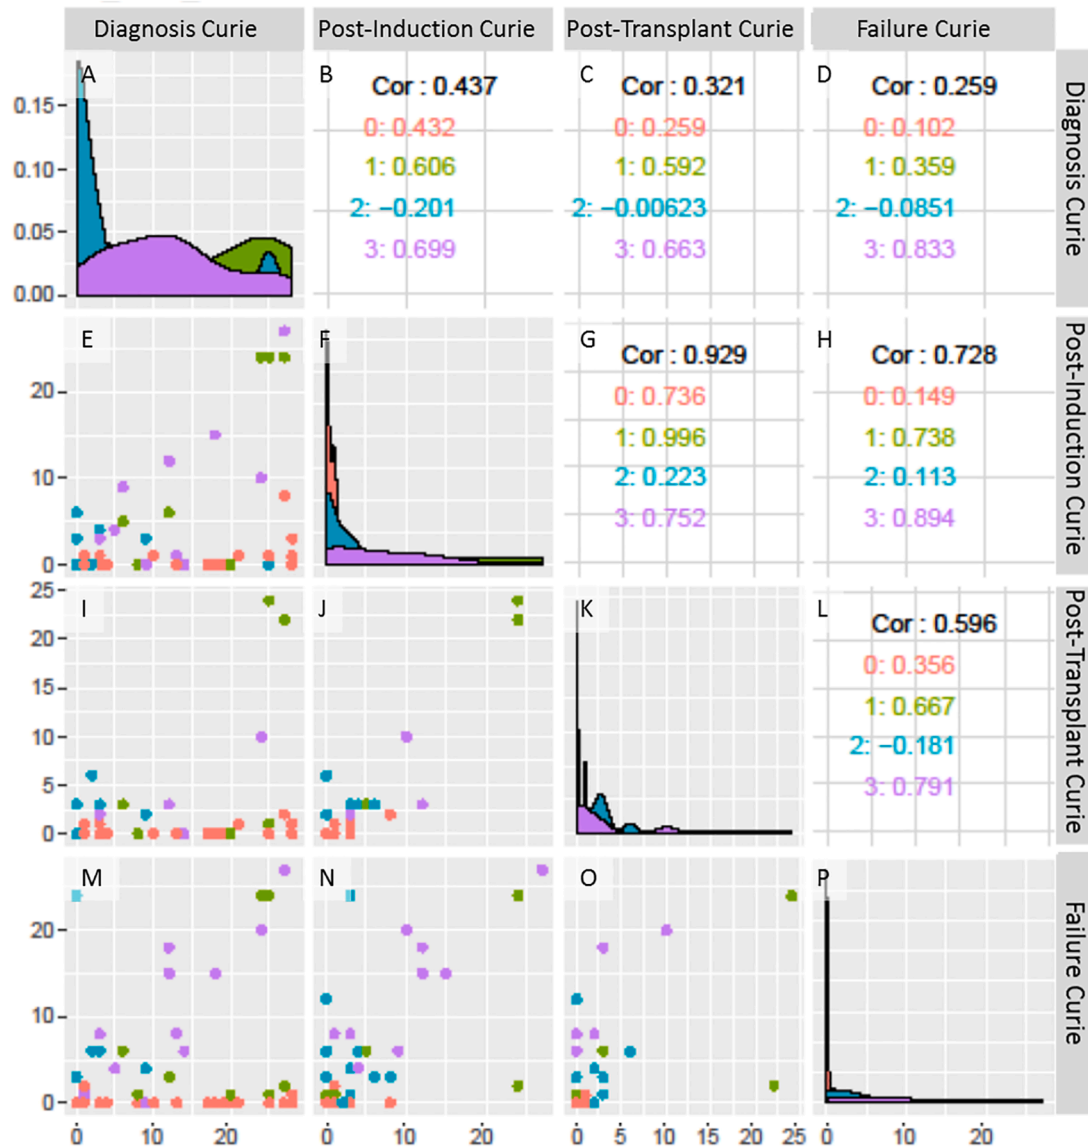 Diagnosis Curie Post-Induction Curie Post-Transplant Curie Failure Curie
A
0.15
0.10
0.05
0.00
B
Cor : 0.437
0: 0.432
1: 0.606
2: −0.201
3: 0.699
C
Cor : 0.321
0: 0.259
1: 0.592
2: −0.00623
3: 0.663
D
Cor : 0.259
0: 0.102
1: 0.359
2: −0.0851
3: 0.833
Diagnosis Curie
E
20
10
0
F
G
Cor : 0.929
0: 0.736
1: 0.996
2: 0.223
3: 0.752
H
Cor : 0.728
0: 0.149
1: 0.738
2: 0.113
3: 0.894
Post-Induction Curie
I
25
20
15
10
5
0
J
K
L
Cor : 0.596
0: 0.356
1: 0.667
2: −0.181
3: 0.791
Post-Transplant Curie
M
20
10
0
N
O
P
Failure Curie
0 10 20 0 10 20 0 5 10 15 20 25 0 10 20